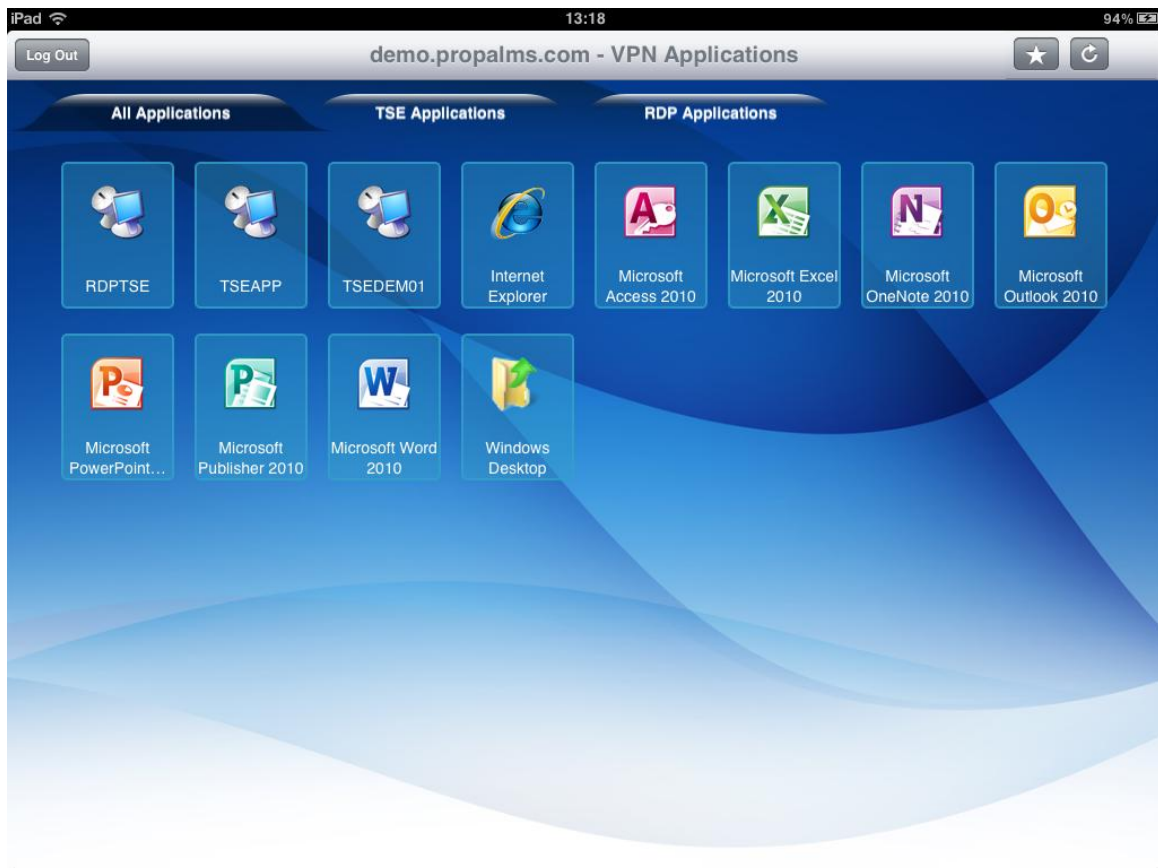 iPad 13:18 94%
Log Out demo.propalms.com - VPN Applications
All Applications TSE Applications RDP Applications
RDPTSE
TSEAPP
TSEDEM01
Internet
Explorer
Microsoft
Access 2010
Microsoft Excel
2010
Microsoft
OneNote 2010
Microsoft
Outlook 2010
Microsoft
PowerPoint...
Microsoft
Publisher 2010
Microsoft Word
2010
Windows
Desktop